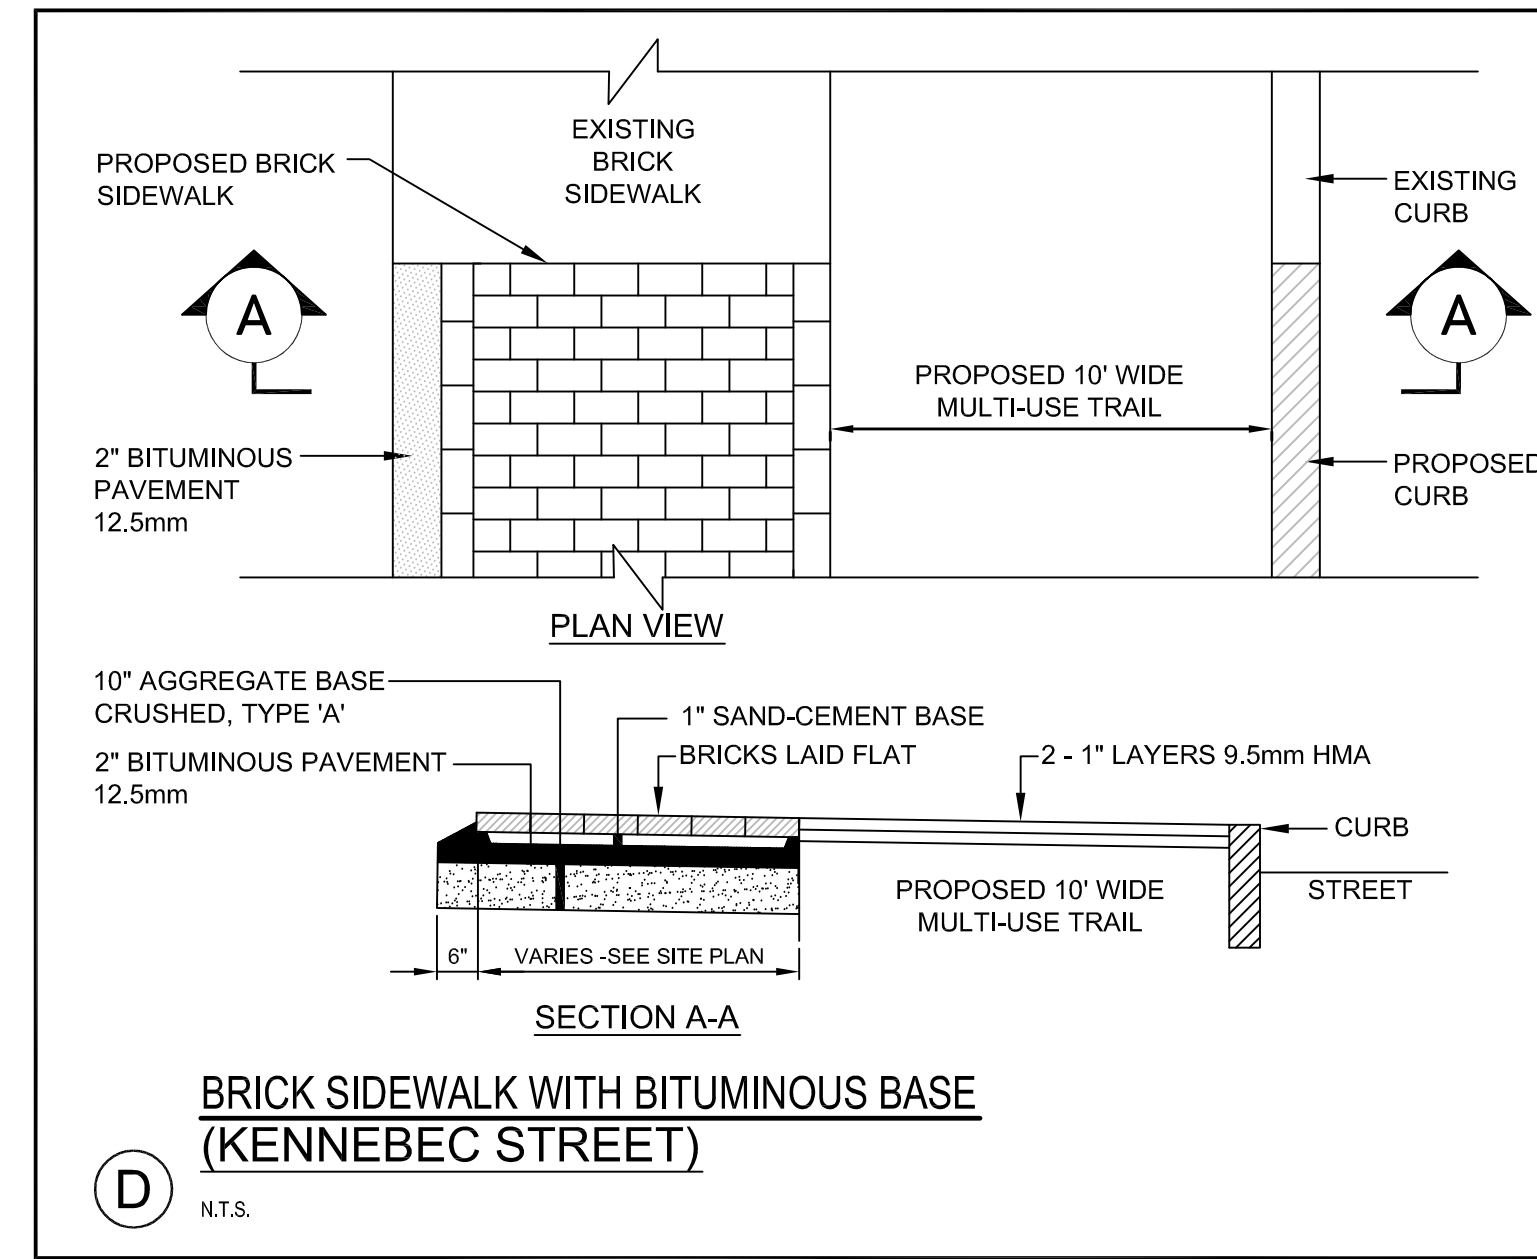 EXISTING
BRICK
SIDEWALK
PROPOSED BRICK
SIDEWALK
EXISTING
CURB
A
A
PROPOSED 10' WIDE
MULTI-USE TRAIL
2" BITUMINOUS
PAVEMENT
12.5mm
PROPOSED
CURB
PLAN VIEW
10" AGGREGATE BASE
CRUSHED, TYPE 'A'
2" BITUMINOUS PAVEMENT
12.5mm
1" SAND-CEMENT BASE
BRICKS LAID FLAT
2 - 1" LAYERS 9.5mm HMA
CURB
STREET
PROPOSED 10' WIDE
MULTI-USE TRAIL
6"
VARIES -SEE SITE PLAN
SECTION A-A
BRICK SIDEWALK WITH BITUMINOUS BASE
(KENNEBEC STREET)
D
N.T.S.